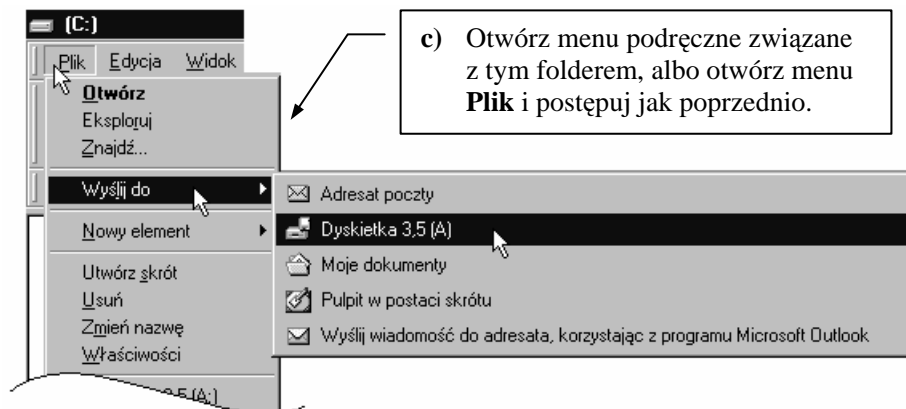 (C:)
Plik Edycja Widok
Otwórz
Eksploruj
Znajdź...
Wyślij do
Nowy element
Utwórz skrót
Usuń
Zmień nazwę
Właściwości
3,5 (A:)
c) Otwórz menu podręczne związane
z tym folderem, albo otwórz menu
Plik i postępuj jak poprzednio.
Adresat poczty
Dyskietka 3,5 (A)
Moje dokumenty
Pulpit w postaci skrótu
Wyślij wiadomość do adresata, korzystając z programu Microsoft Outlook